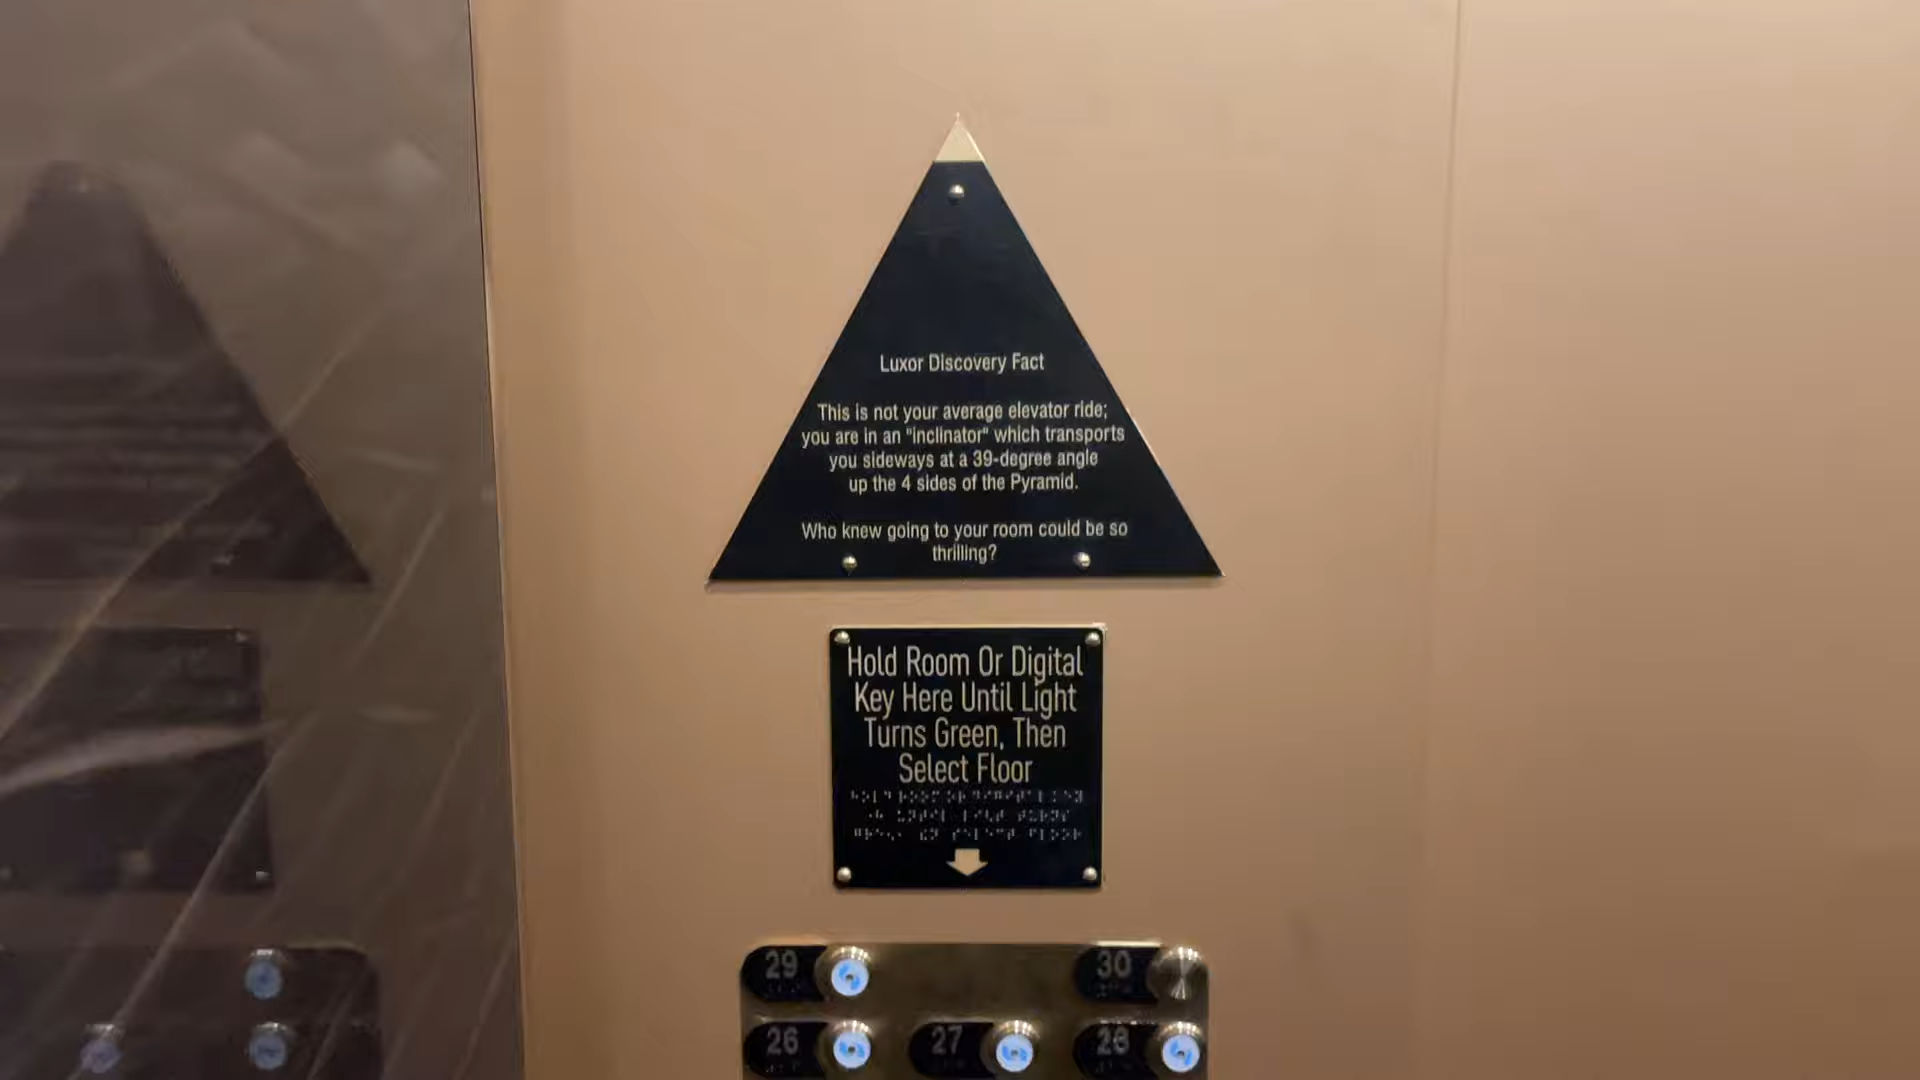 Luxor Discovery Fact
This is not your average elevator ride;
you are in an "inclinator" which transports
you sideways at a 39-degree angle
up the 4 sides of the Pyramid.
Who knew going to your room could be so
thrilling?
Hold Room Or Digital
Key Here Until Light
Turns Green, Then
Select Floor
29 30
26 27 28